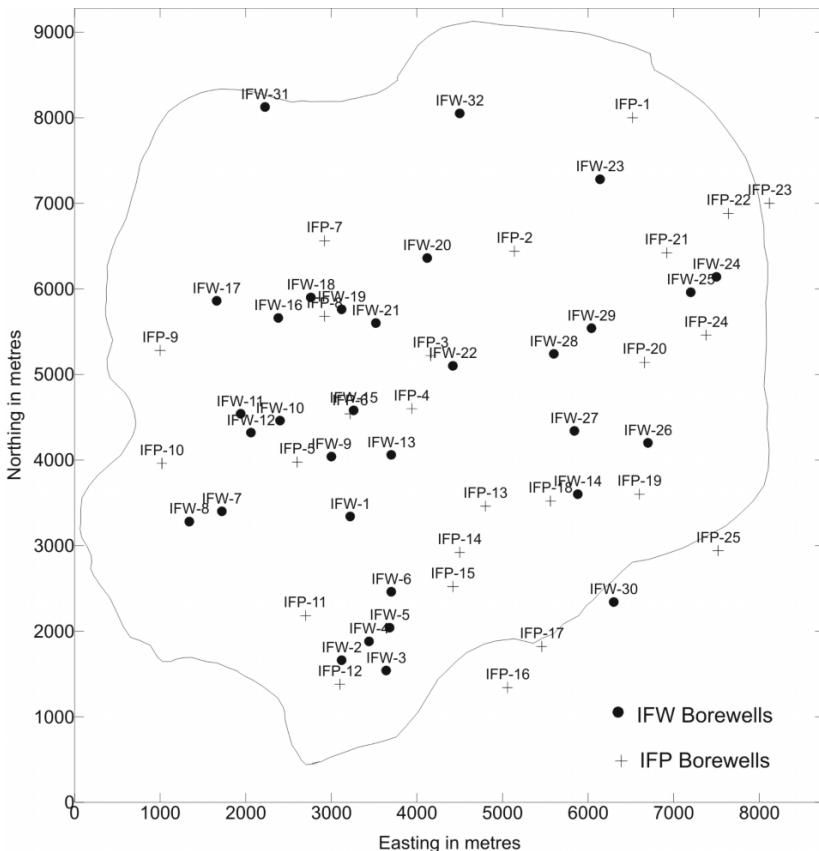 9000
IFW-31
IFW-32
IFP-1
8000
IFW-23
IFP-23
7000
IFP-22
IFP-7
IFW-20
IFP-2
IFP-21
IFW-24
6000
IFW-17
IFW-18
IFW-25
IFW-16
IFP-8
IFW-19
IFW-21
IFW-29
IFP-24
IFP-9
IFP-3
IFW-28
IFP-20
IFW-22
5000
IFW-11
IFW-10
IFW-15
IFP-6
IFP-4
IFW-12
IFW-27
IFW-26
4000
IFP-10
IFP-5
IFW-9
IFW-13
IFW-8
IFW-7
IFW-1
IFP-13
IFP-18
IFW-14
IFP-19
3000
IFP-14
IFP-25
IFP-15
IFW-6
IFP-11
IFW-5
IFW-30
2000
IFW-4
IFW-2
IFW-3
IFP-17
IFP-12
IFP-16
1000
IFW Borewells
IFP Borewells
0
0 1000 2000 3000 4000 5000 6000 7000 8000
Easting in metres
Northing in metres